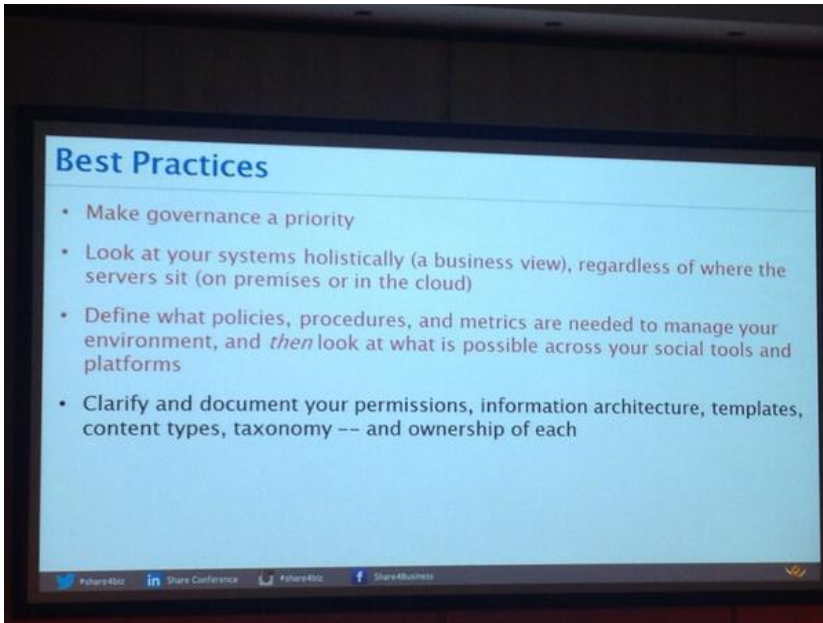 Best Practices
• Make governance a priority
• Look at your systems holistically (a business view), regardless of where the
servers sit (on premises or in the cloud)
• Define what policies, procedures, and metrics are needed to manage your
environment, and then look at what is possible across your social tools and
platforms
• Clarify and document your permissions, information architecture, templates,
content types, taxonomy -- and ownership of each
#share4biz in Share Conference #share4biz f Share4Business